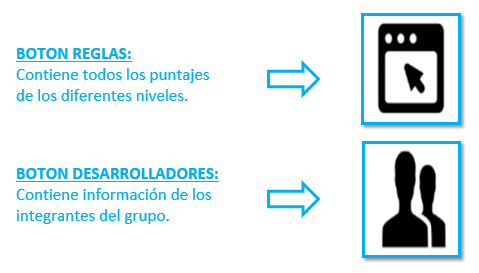 BOTON REGLAS:
Contiene todos los puntajes
de los diferentes niveles.
BOTON DESARROLLADORES:
Contiene información de los
integrantes del grupo.